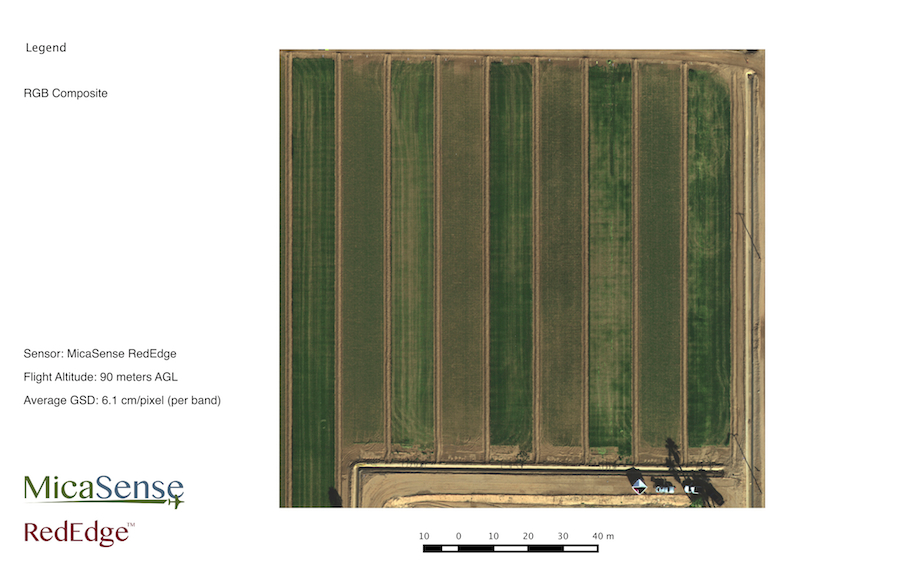 Legend
RGB Composite
Sensor: MicaSense RedEdge
Flight Altitude: 90 meters AGL
Average GSD: 6.1 cm/pixel (per band)
MicaSense
RedEdge™
10 0 10 20 30 40 m